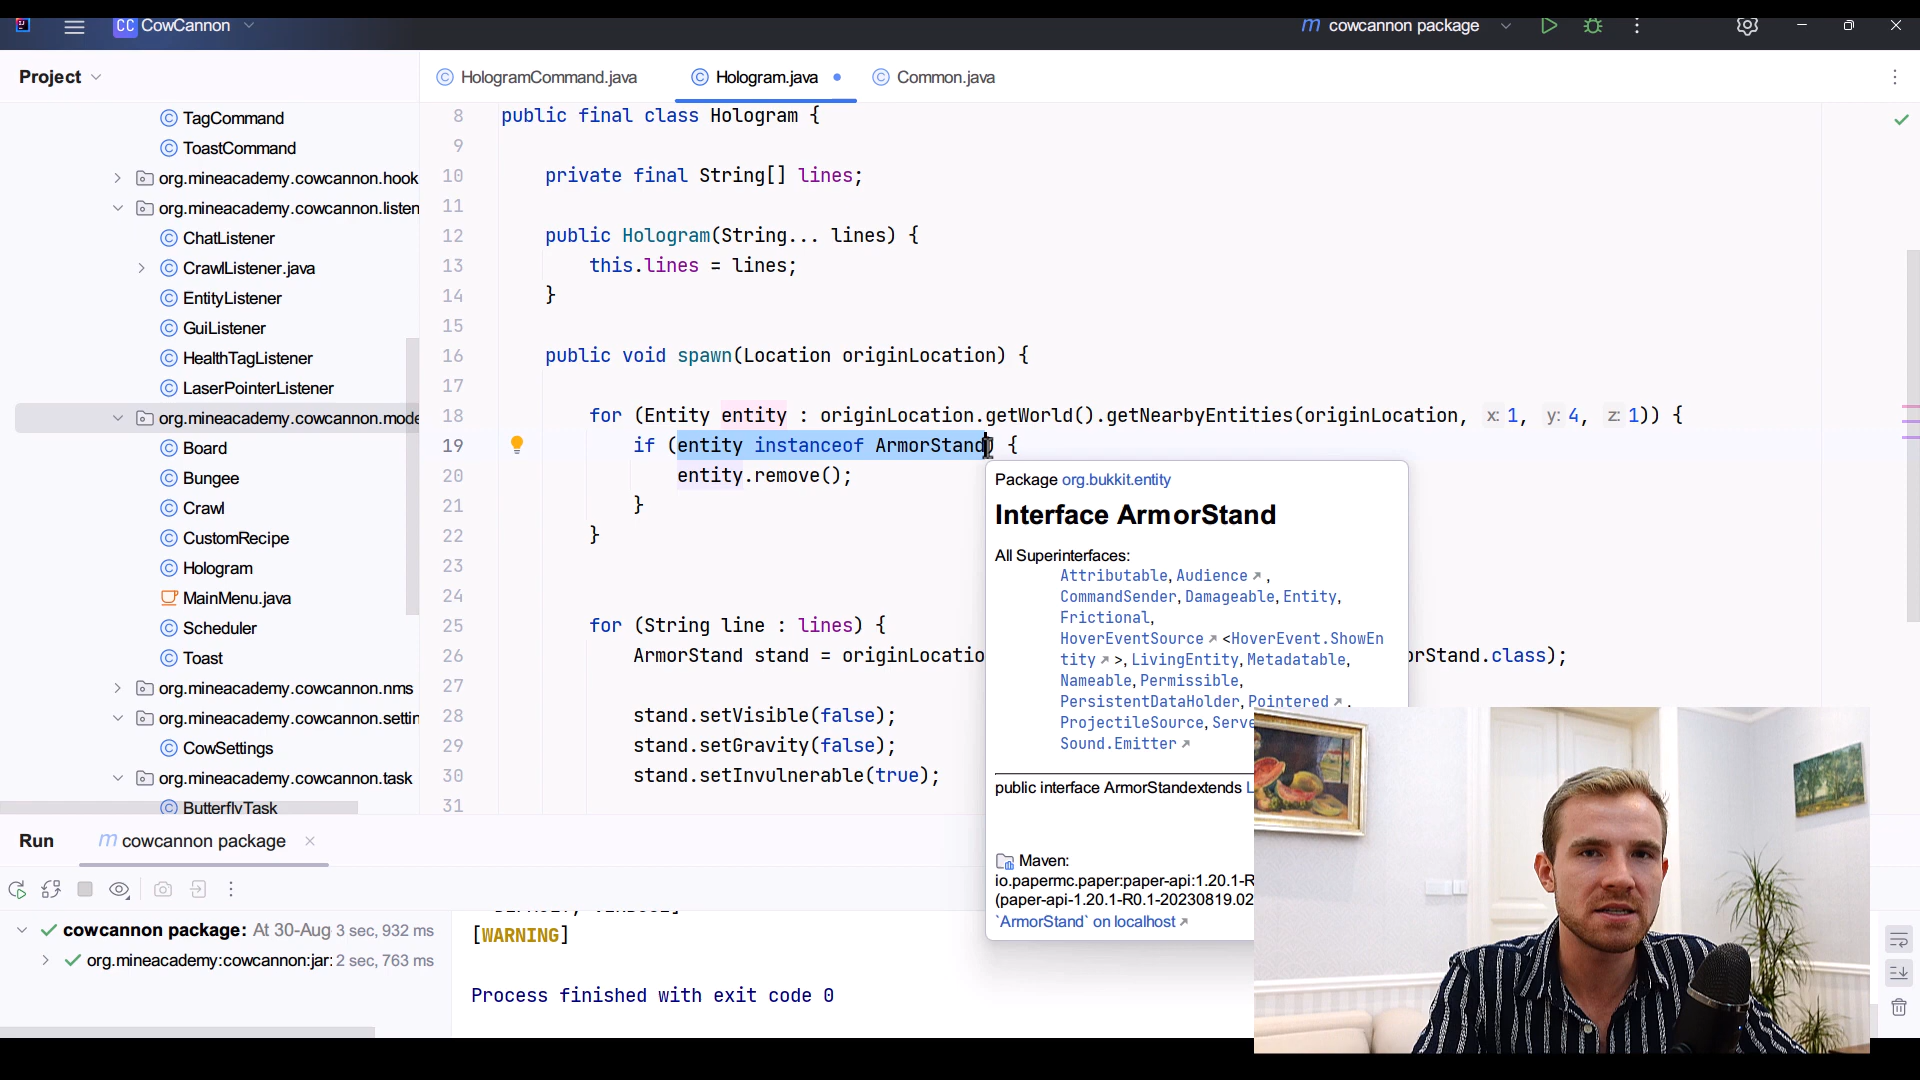 CC CowCannon
cowcannon package
Project
HologramCommand.java
Hologram.java
Common.java
TagCommand
ToastCommand
org.mineacademy.cowcannon.hook
org.mineacademy.cowcannon.listen
ChatListener
CrawlListener.java
EntityListener
GuiListener
HealthTagListener
LaserPointerListener
org.mineacademy.cowcannon.mode
Board
Bungee
Crawl
CustomRecipe
Hologram
MainMenu.java
Scheduler
Toast
org.mineacademy.cowcannon.nms
org.mineacademy.cowcannon.settin
CowSettings
org.mineacademy.cowcannon.task
ButterflyTask
8 public final class Hologram {
9
10 private final String[] lines;
11
12 public Hologram(String... lines) {
13 this.lines = lines;
14 }
15
16 public void spawn(Location originLocation) {
17
18 for (Entity entity : originLocation.getWorld().getNearbyEntities(originLocation, x: 1, y: 4, z: 1)) {
19 if (entity instanceof ArmorStand) {
20 entity.remove();
21 }
22 }
23
24
25 for (String line : lines) {
26 ArmorStand stand = originLocatio
rStand.class);
27
28 stand.setVisible(false);
29 stand.setGravity(false);
30 stand.setInvulnerable(true);
31
Package org.bukkit.entity
Interface ArmorStand
All Superinterfaces:
Attributable, Audience ,
CommandSender, Damageable, Entity,
Frictional,
HoverEventSource <HoverEvent.ShowEn
tity >, LivingEntity, Metadatable,
Nameable, Permissible,
PersistentDataHolder, Pointered ,
ProjectileSource, Serve
Sound.Emitter
public interface ArmorStandextends L
Maven:
io.papermc.paper:paper-api:1.20.1-R
(paper-api-1.20.1-R0.1-20230819.02
`ArmorStand` on localhost
Run
cowcannon package
cowcannon package: At 30-Aug 3 sec, 932 ms
org.mineacademy:cowcannon:jar: 2 sec, 763 ms
[WARNING]
Process finished with exit code 0